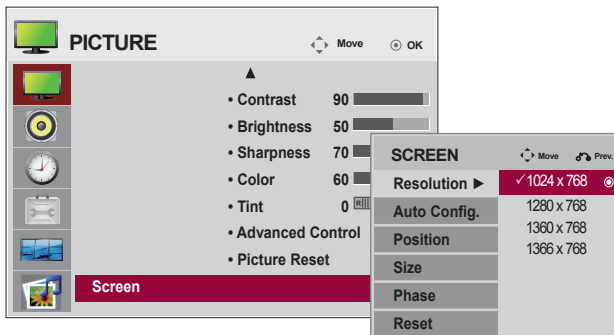 PICTURE
Move
OK
▲
• Contrast 90
• Brightness 50
• Sharpness 70
• Color 60
• Tint 0 R
• Advanced Control
• Picture Reset
Screen
SCREEN
Move
Prev.
Resolution ►
✓1024 x 768
1280 x 768
1360 x 768
1366 x 768
Auto Config.
Position
Size
Phase
Reset